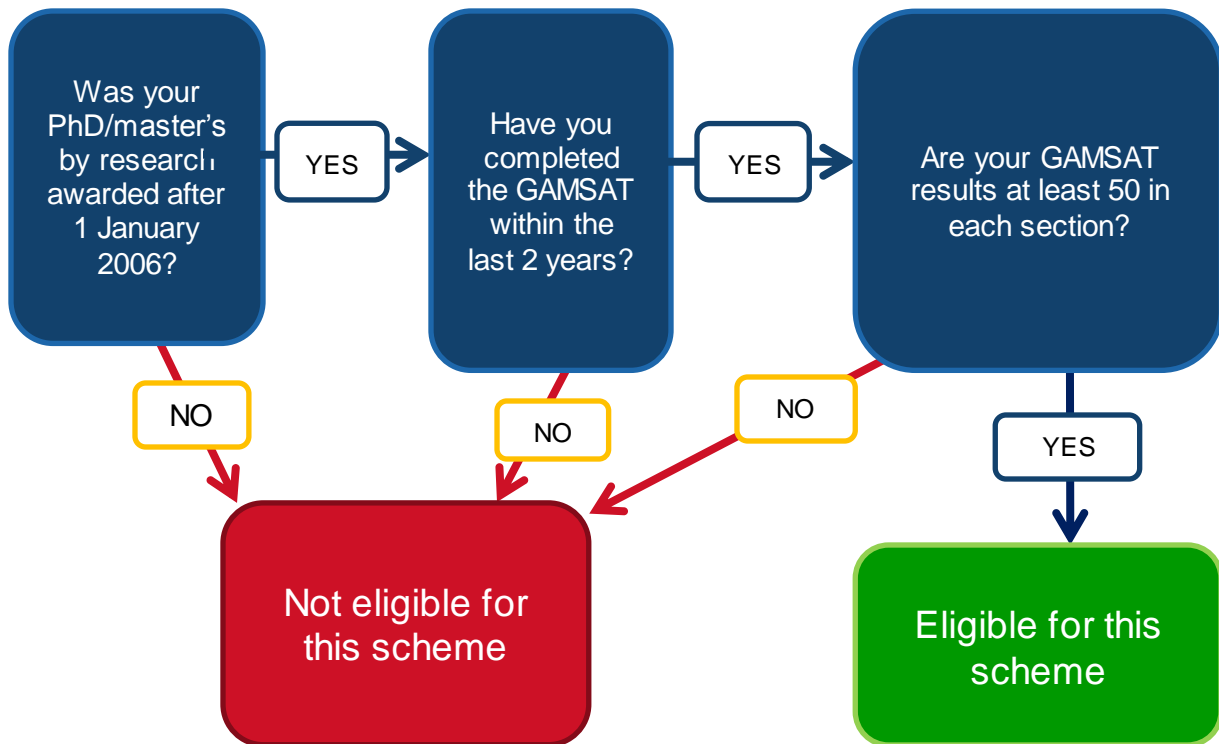 Was your
PhD/master's
by research
awarded after
1 January
2006?
YES
Have you
completed
the GAMSAT
within the
last 2 years?
YES
Are your GAMSAT
results at least 50 in
each section?
NO
NO
NO
YES
Not eligible for
this scheme
Eligible for this
scheme